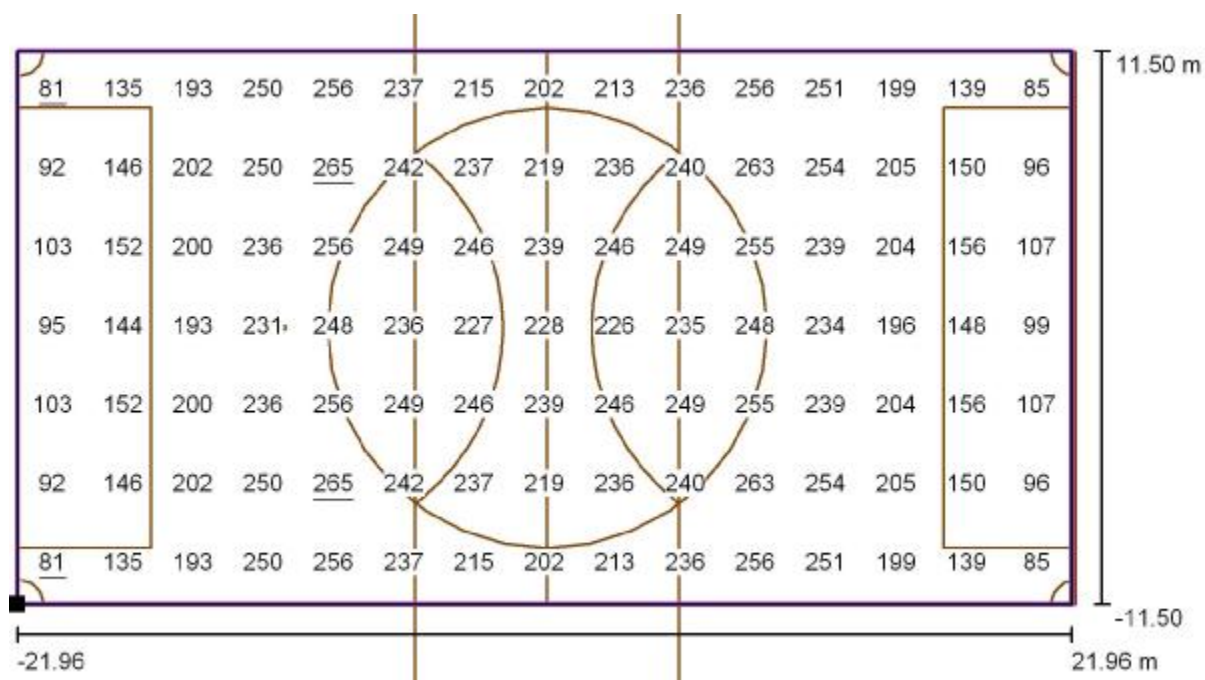 11.50 m
81 135 193 250 256 237 215 202 213 236 256 251 199 139 85
92 146 202 250 265 242 237 219 236 240 263 254 205 150 96
103 152 200 236 256 249 246 239 246 249 255 239 204 156 107
95 144 193 231 248 236 227 228 226 235 248 234 196 148 99
103 152 200 236 256 249 246 239 246 249 255 239 204 156 107
92 146 202 250 265 242 237 219 236 240 263 254 205 150 96
81 135 193 250 256 237 215 202 213 236 256 251 199 139 85
-11.50
-21.96 21.96 m